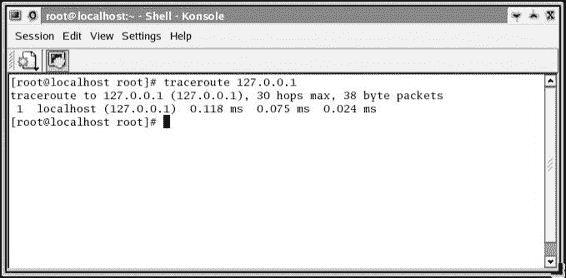 root@localhost:~ - Shell - Konsole
Session Edit View Settings Help
[root@localhost root]# traceroute 127.0.0.1
traceroute to 127.0.0.1 (127.0.0.1), 30 hops max, 38 byte packets
 1  localhost (127.0.0.1)  0.118 ms  0.075 ms  0.024 ms
[root@localhost root]#